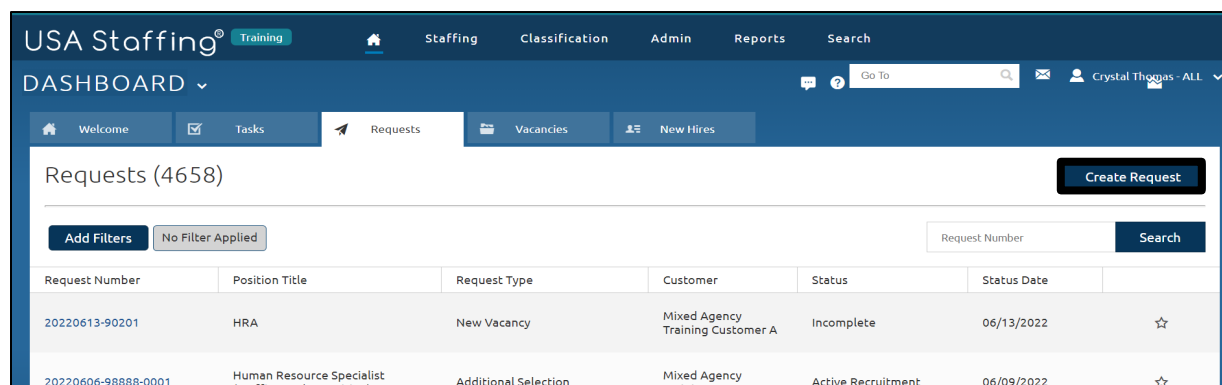 USA Staffing® Training Staffing Classification Admin Reports Search
DASHBOARD Go To Crystal Thomas - ALL
Welcome Tasks Requests Vacancies New Hires
Requests (4658) Create Request
Add Filters No Filter Applied Request Number Search
Request Number Position Title Request Type Customer Status Status Date
20220613-90201 HRA New Vacancy Mixed Agency Incomplete 06/13/2022
Training Customer A
20220606-98888-0001 Human Resource Specialist Additional Selection Mixed Agency Active Recruitment 06/09/2022